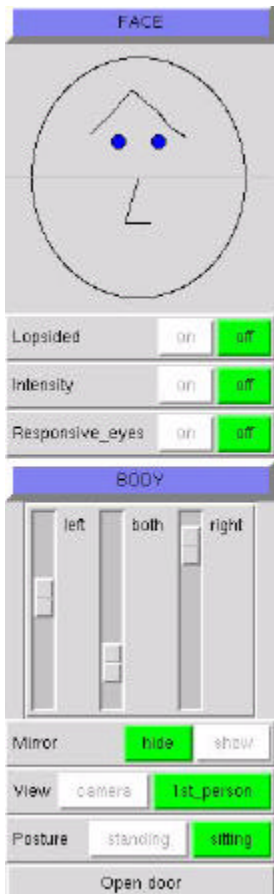 FACE
Lopsided on off
Intensity on off
Responsive_eyes on off
BODY
left both right
Mirror hide show
View camera 1st_person
Posture standing sitting
Open door